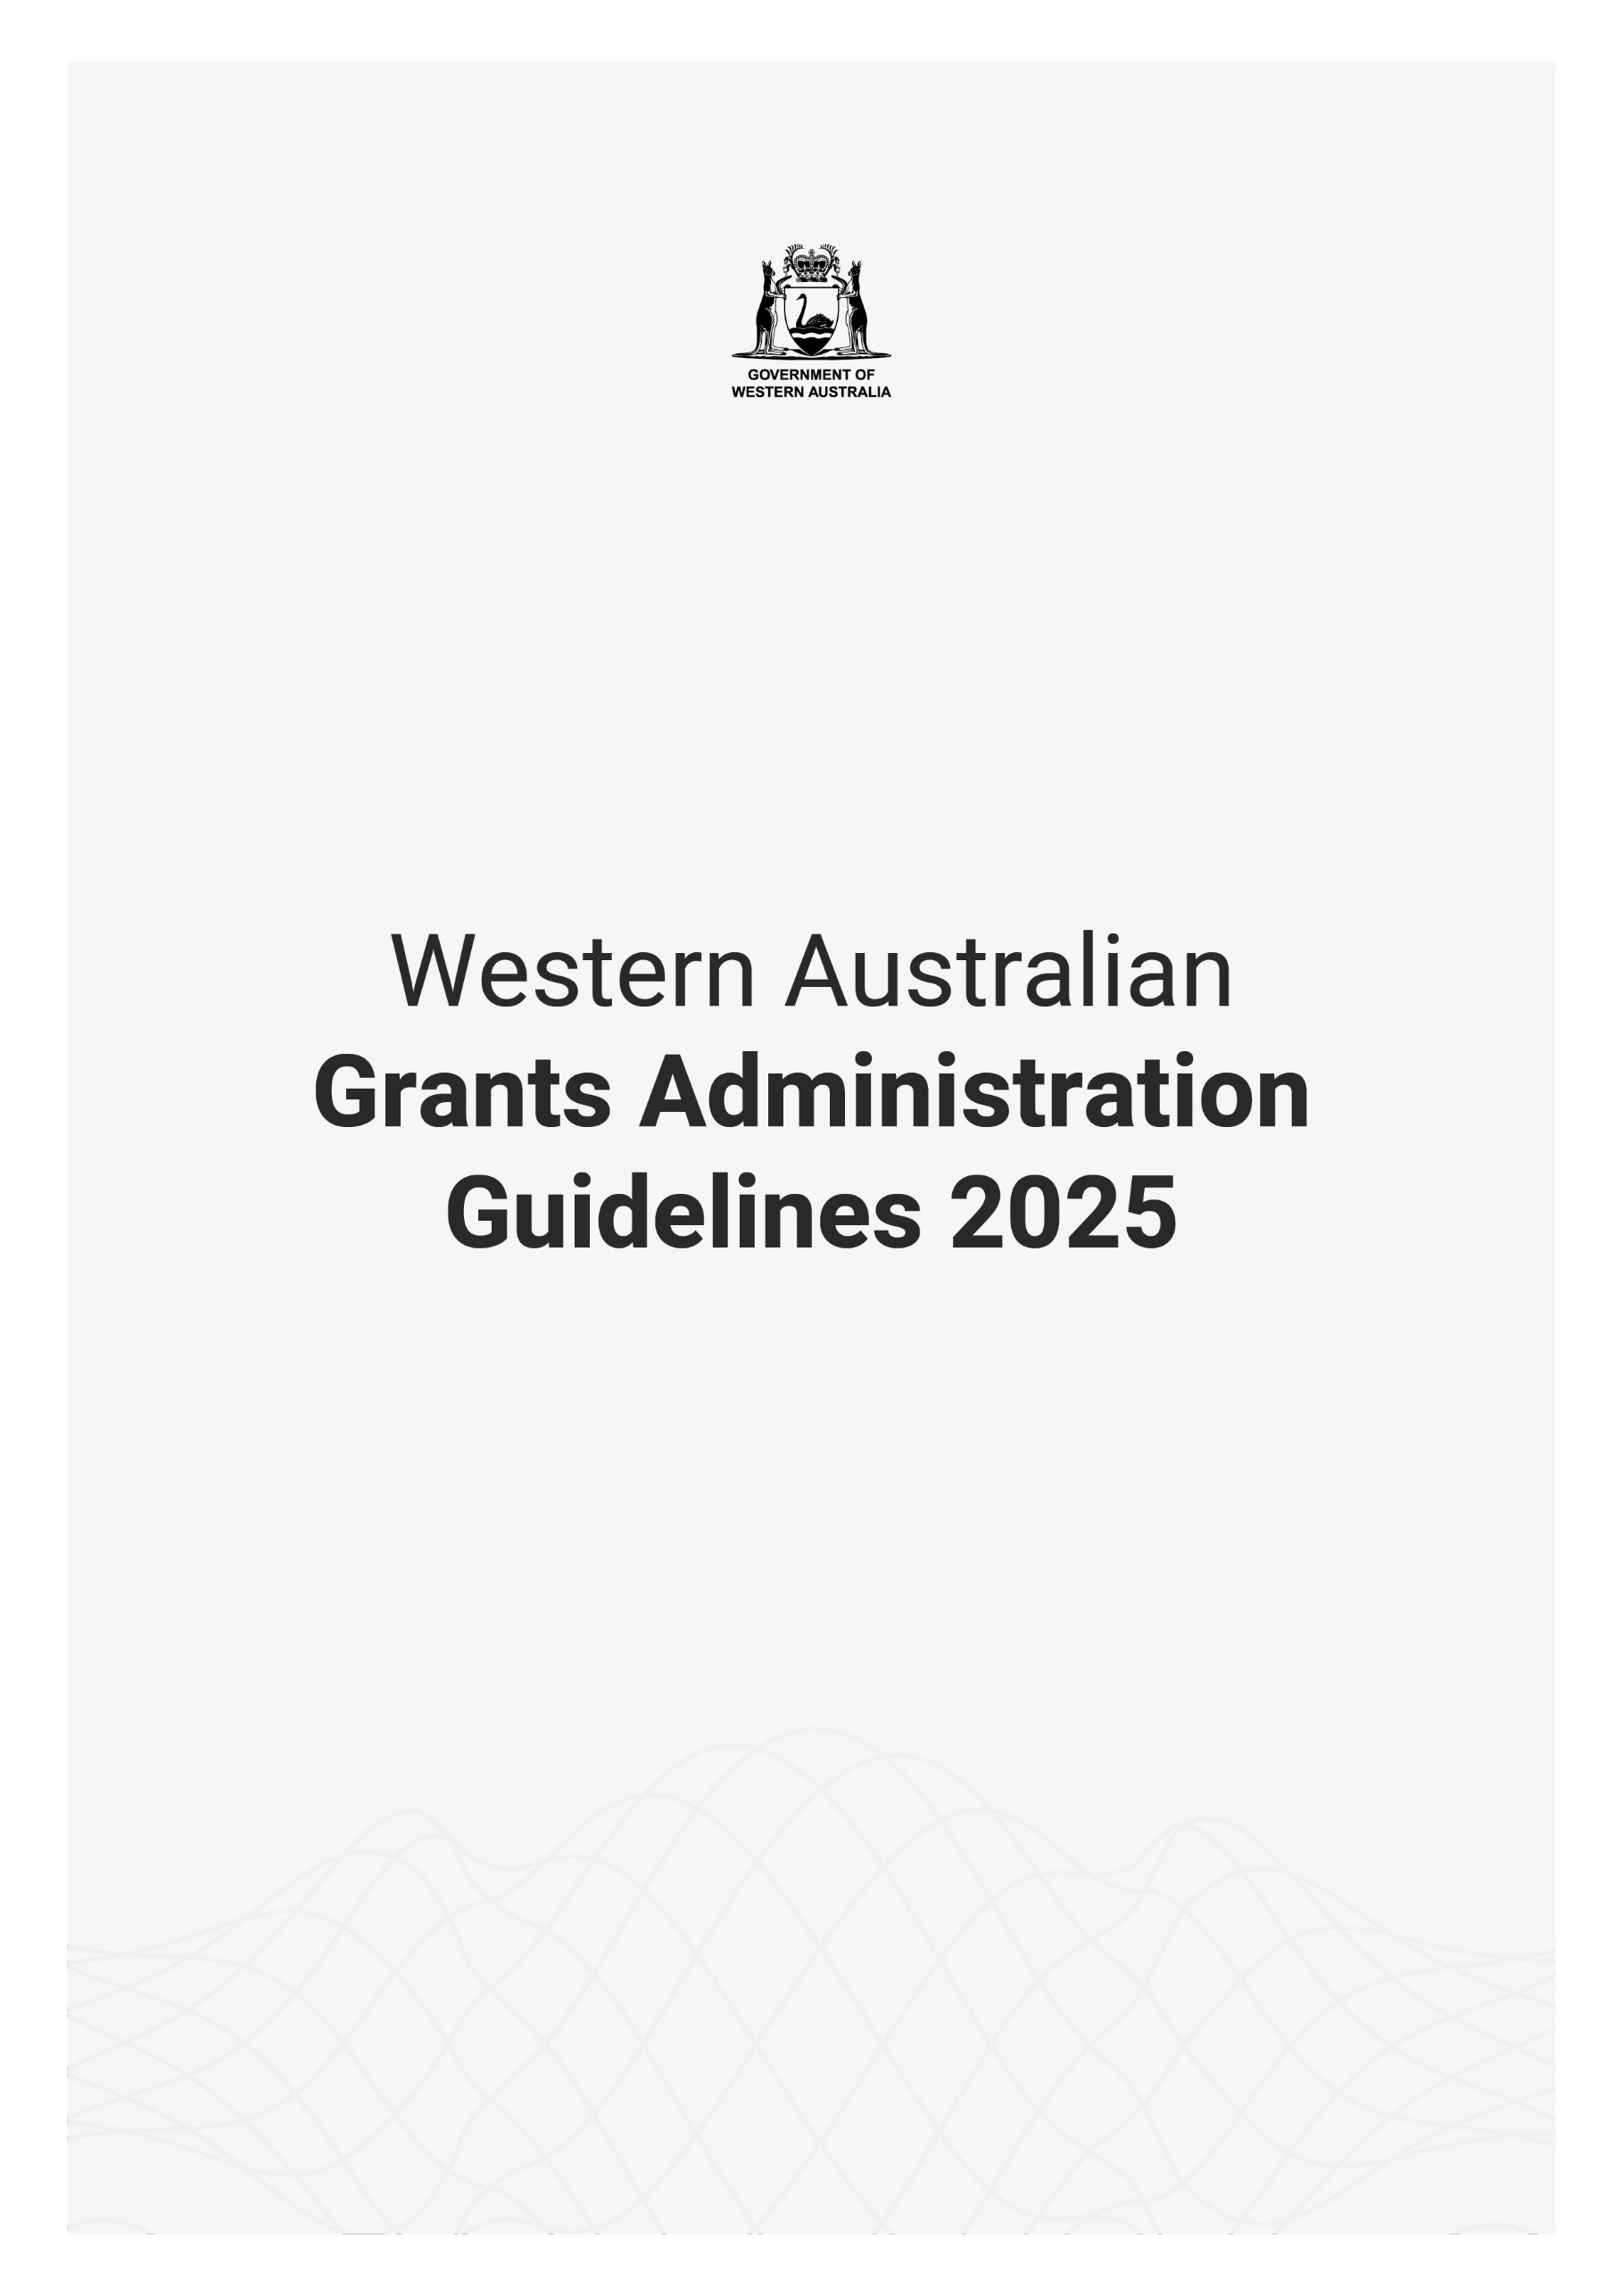 GOVERNMENT OF
WESTERN AUSTRALIA
Western Australian
Grants Administration
Guidelines 2025